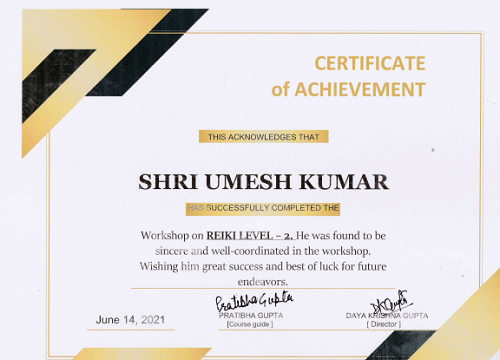 CERTIFICATE
of ACHIEVEMENT
THIS ACKNOWLEDGES THAT
SHRI UMESH KUMAR
HAS SUCCESSFULLY COMPLETED THE
Workshop on REIKI LEVEL – 2. He was found to be
sincere and well-coordinated in the workshop.
Wishing him great success and best of luck for future
endeavors.
Pratibha Gupta
June 14, 2021
PRATIBHA GUPTA
[Course guide ]
DAYA KRISHNA GUPTA
[ Director ]